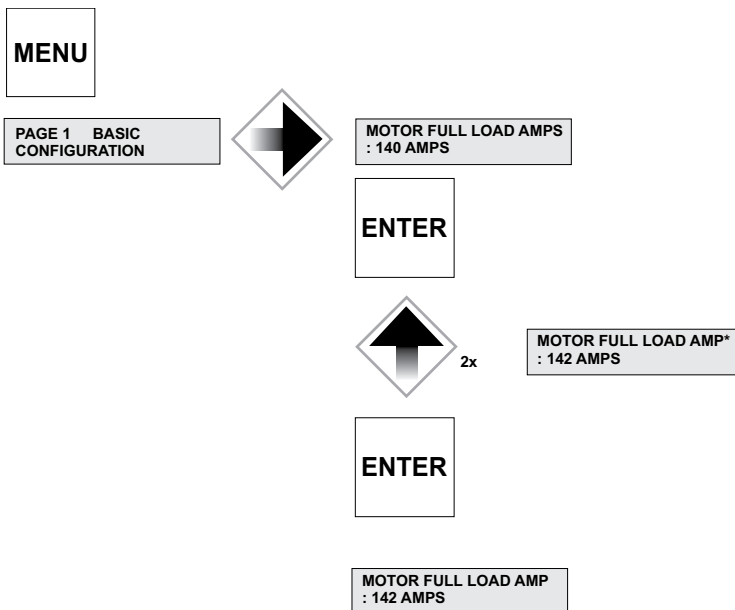 MENU
PAGE 1 BASIC
CONFIGURATION
MOTOR FULL LOAD AMPS
: 140 AMPS
ENTER
2x
MOTOR FULL LOAD AMP*
: 142 AMPS
ENTER
MOTOR FULL LOAD AMP
: 142 AMPS